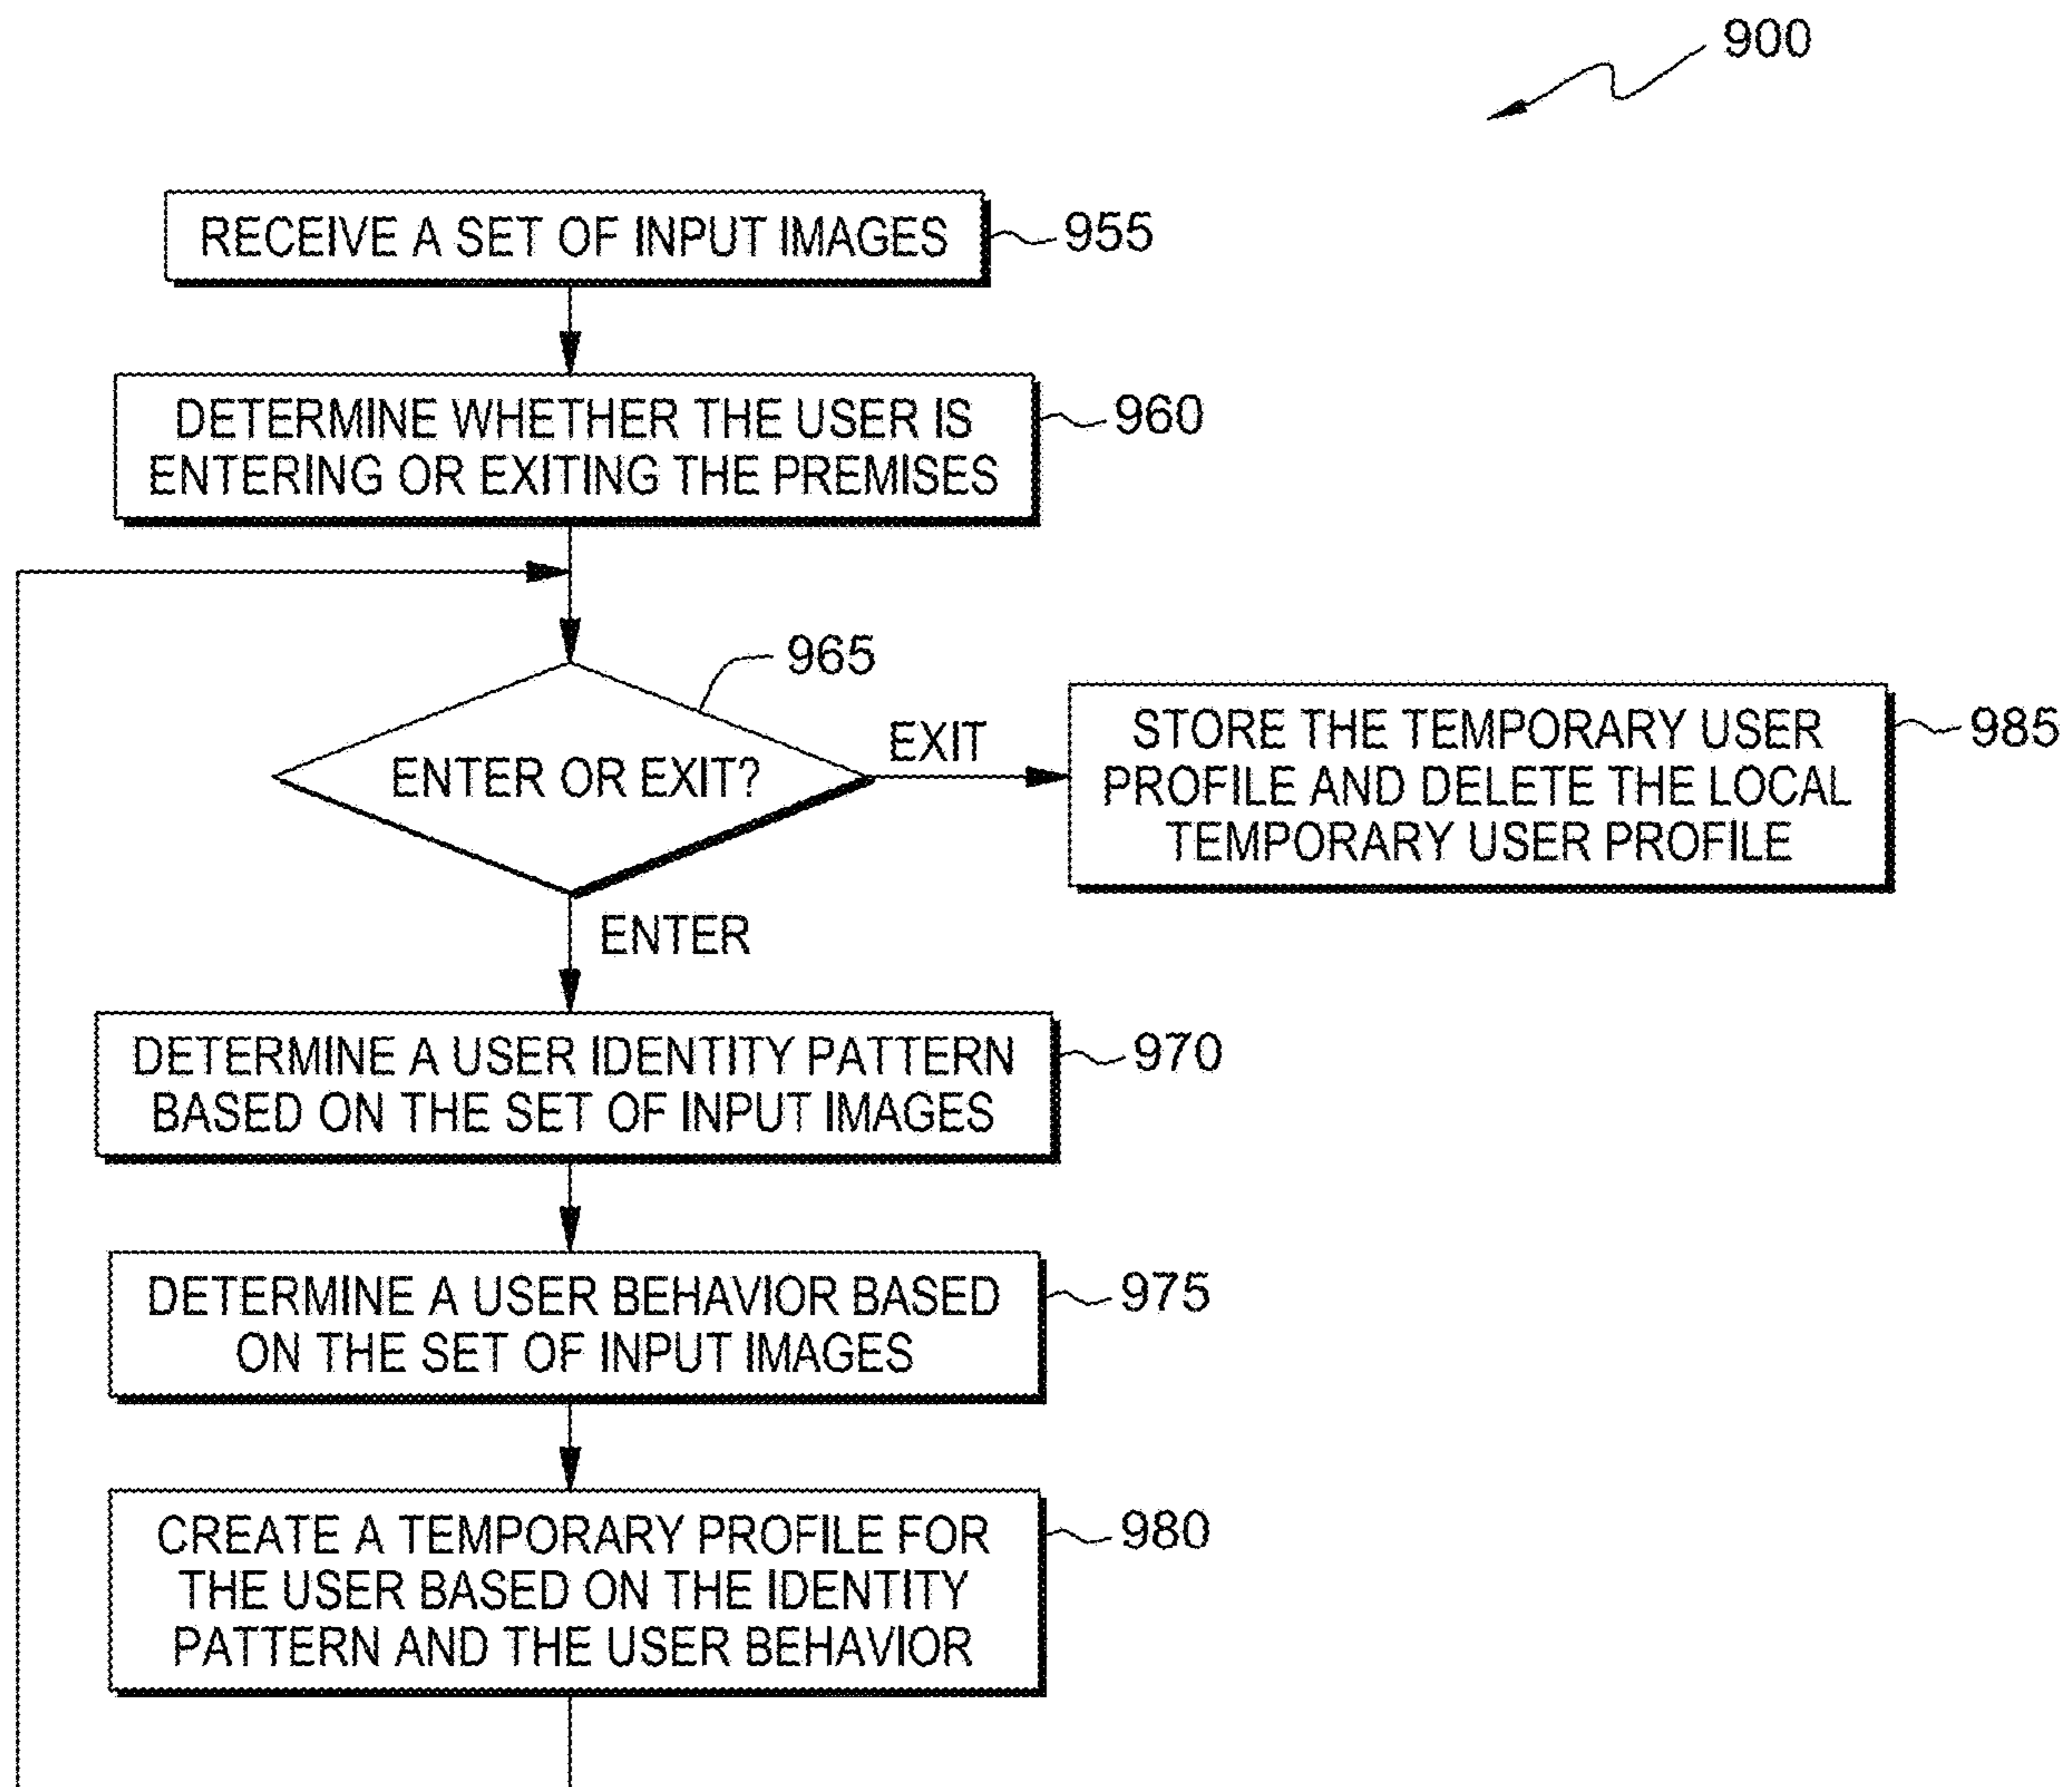 900
RECEIVE A SET OF INPUT IMAGES
955
DETERMINE WHETHER THE USER IS
ENTERING OR EXITING THE PREMISES
960
965
ENTER OR EXIT?
EXIT
STORE THE TEMPORARY USER
PROFILE AND DELETE THE LOCAL
TEMPORARY USER PROFILE
985
ENTER
DETERMINE A USER IDENTITY PATTERN
BASED ON THE SET OF INPUT IMAGES
970
DETERMINE A USER BEHAVIOR BASED
ON THE SET OF INPUT IMAGES
975
CREATE A TEMPORARY PROFILE FOR
THE USER BASED ON THE IDENTITY
PATTERN AND THE USER BEHAVIOR
980